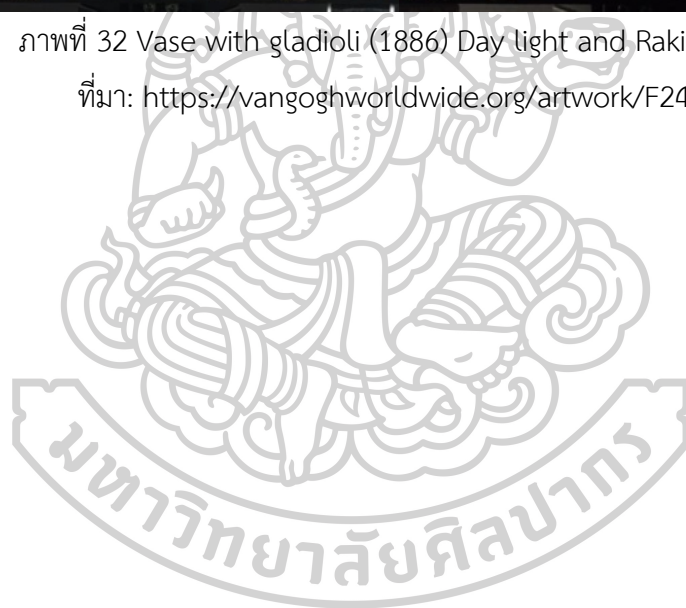 ภาพที่ 32 Vase with gladioli (1886) Day light and Raki
ที่มา: https://vangoghworldwide.org/artwork/F24
มหาวิทยาลัยศิลปากร